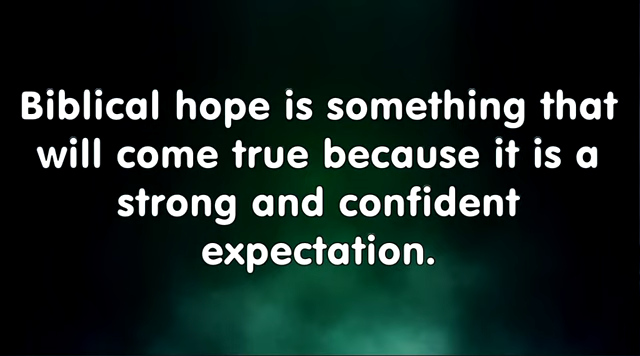 Biblical hope is something that
will come true because it is a
strong and confident
expectation.